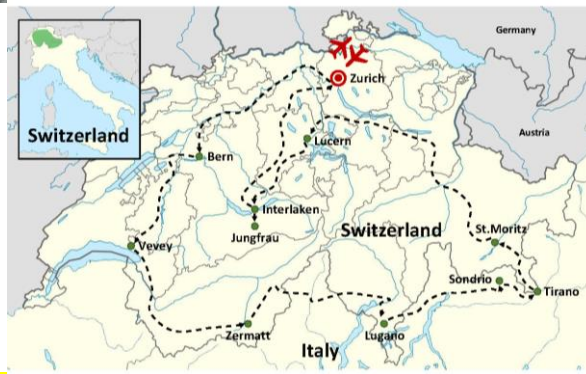 Germany
Zurich
Switzerland
Austria
Lucern
Bern
Interlaken
Switzerland
Jungfrau
St.Moritz
Vevey
Sondrio
Tirano
Zermatt
Lugano
Italy